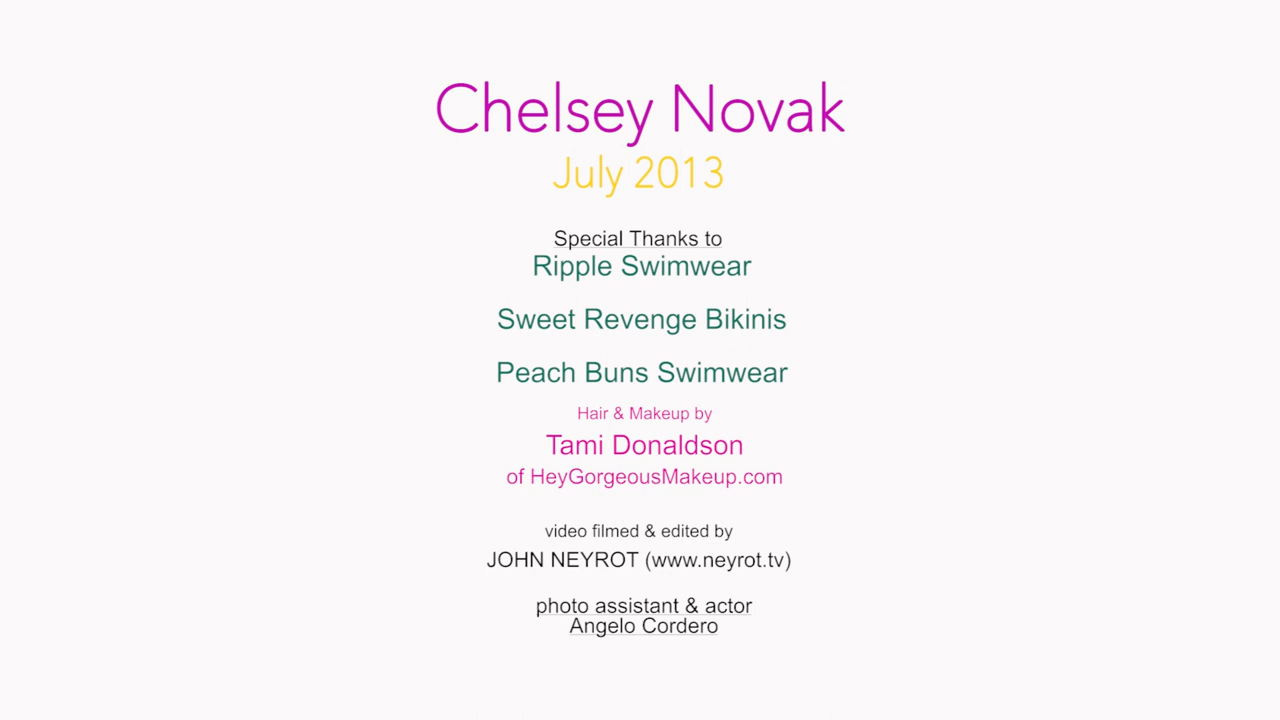 Chelsey Novak
July 2013
Special Thanks to
Ripple Swimwear
Sweet Revenge Bikinis
Peach Buns Swimwear
Hair & Makeup by
Tami Donaldson
of HeyGorgeousMakeup.com
video filmed & edited by
JOHN NEYROT (www.neyrot.tv)
photo assistant & actor
Angelo Cordero